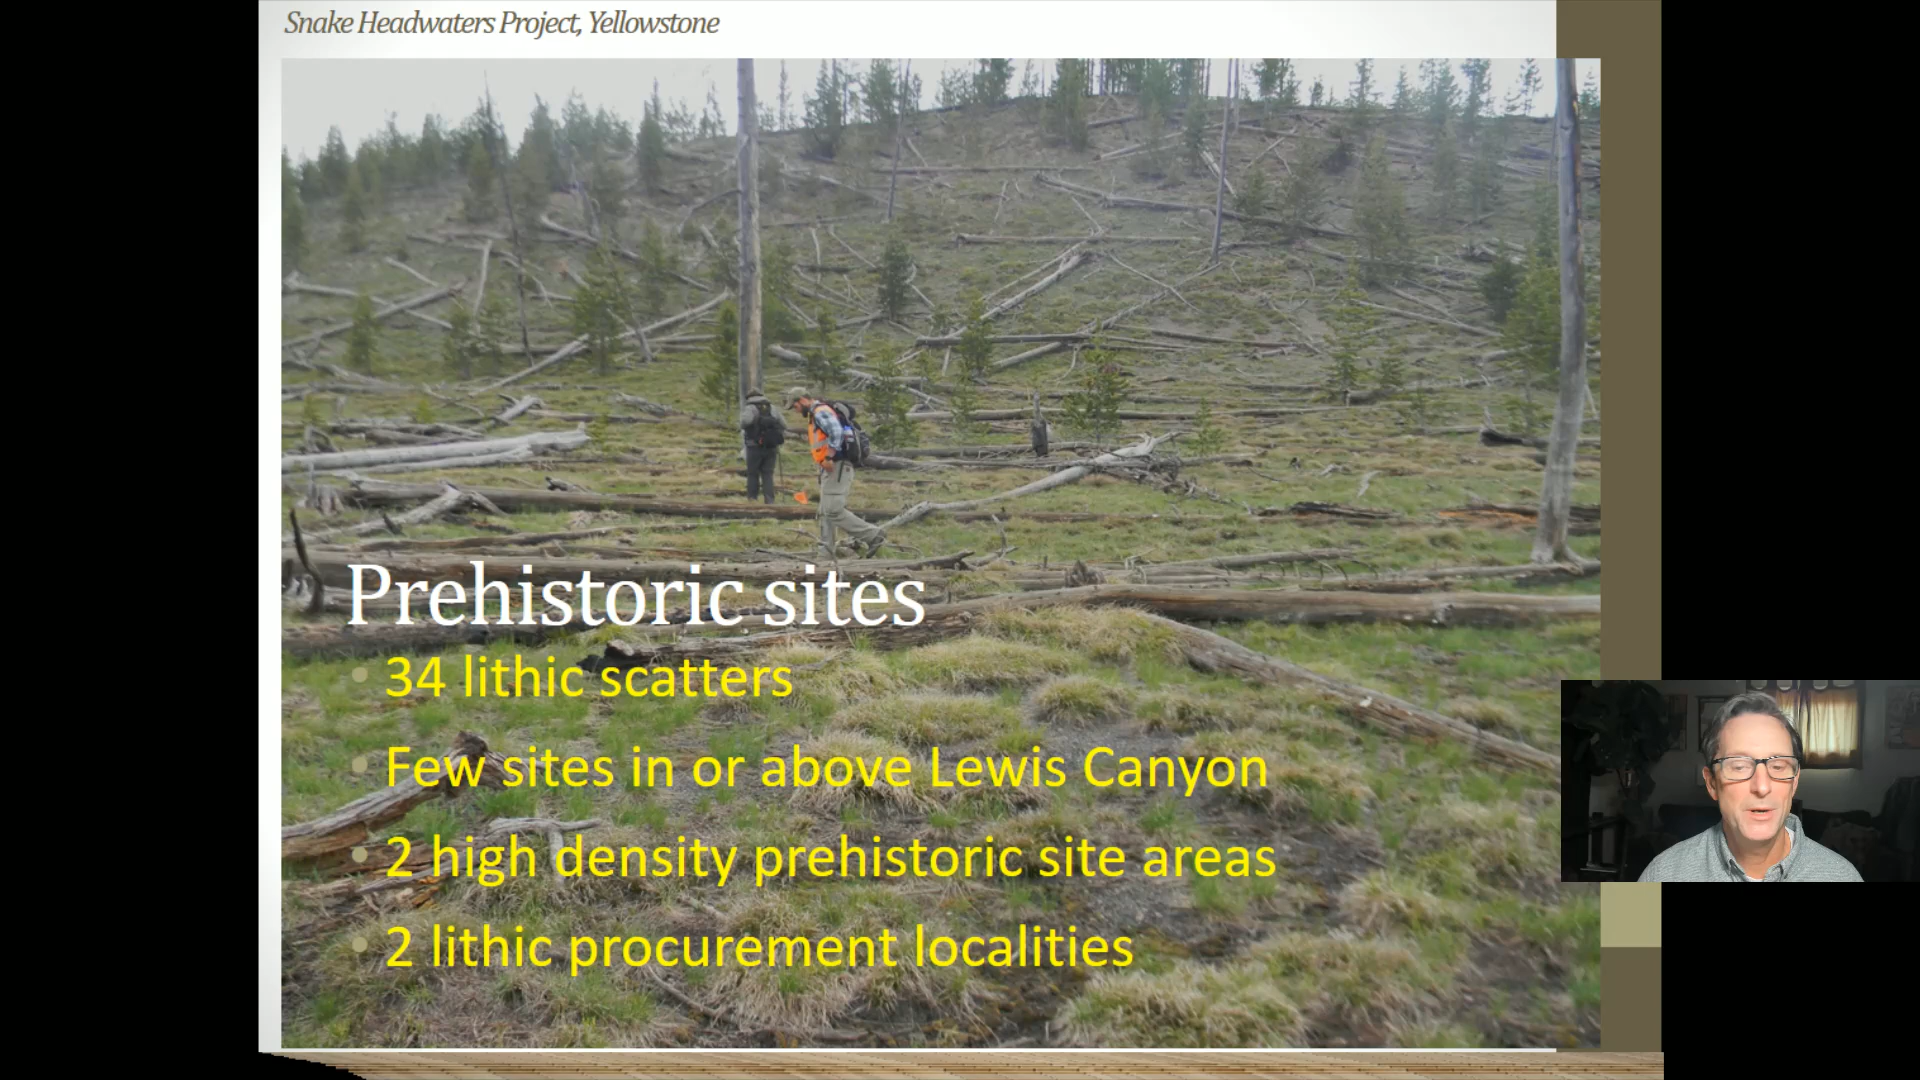 Snake Headwaters Project, Yellowstone
Prehistoric sites
34 lithic scatters
Few sites in or above Lewis Canyon
2 high density prehistoric site areas
2 lithic procurement localities